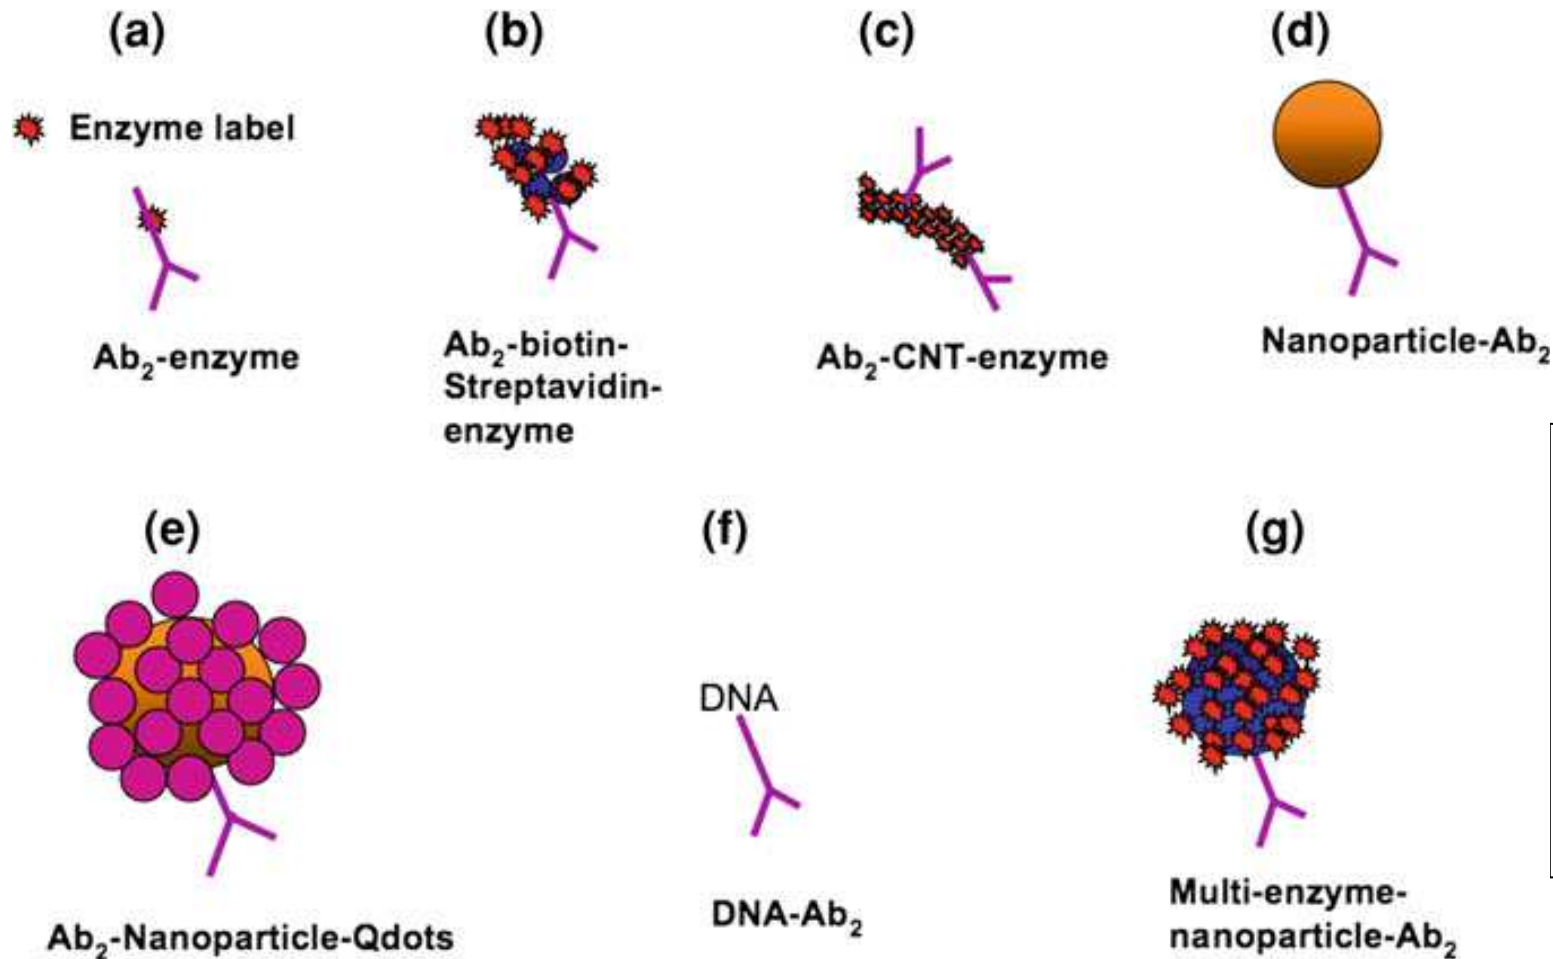 (a)
(b)
(c)
(d)
Enzyme label
Ab₂-enzyme
Ab₂-biotin-
Streptavidin-
enzyme
Ab₂-CNT-enzyme
Nanoparticle-Ab₂
(e)
(f)
(g)
DNA
Ab₂-Nanoparticle-Qdots
DNA-Ab₂
Multi-enzyme-
nanoparticle-Ab₂